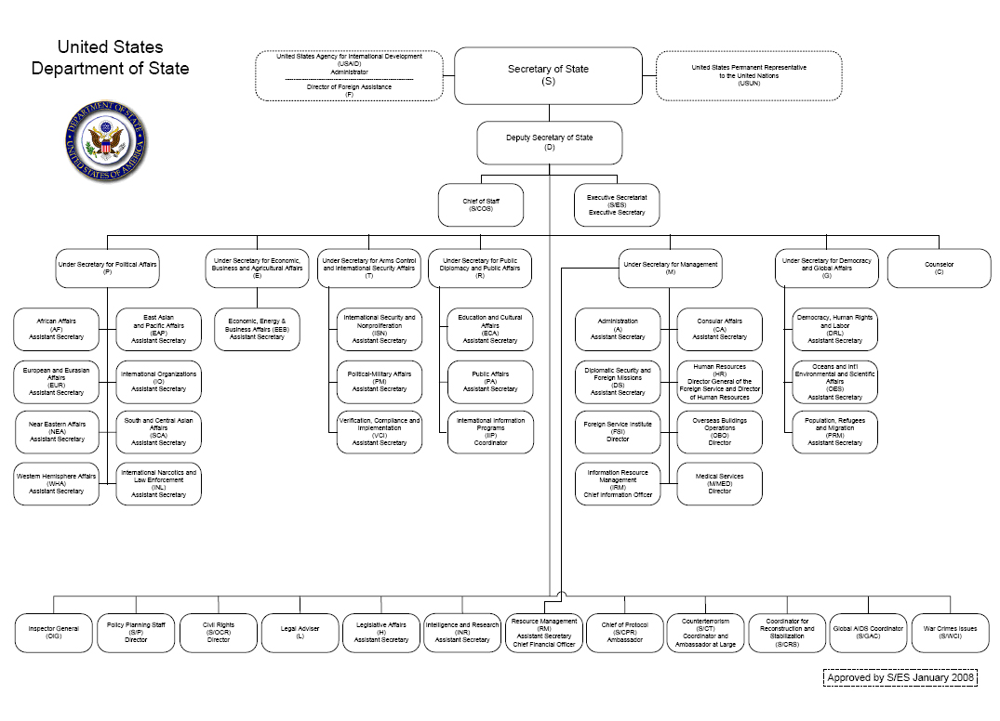 United States
Department of State
DEPARTMENT OF STATE
UNITED STATES OF AMERICA
United States Agency for International Development
(USAID)
Administrator
Director of Foreign Assistance
(F)
Secretary of State
(S)
United States Permanent Representative
to the United Nations
(USUN)
Deputy Secretary of State
(D)
Chief of Staff
(S/COS)
Executive Secretariat
(S/ES)
Executive Secretary
Under Secretary for Political Affairs
(P)
Under Secretary for Economic,
Business and Agricultural Affairs
(E)
Under Secretary for Arms Control
and International Security Affairs
(T)
Under Secretary for Public
Diplomacy and Public Affairs
(R)
Under Secretary for Management
(M)
Under Secretary for Democracy
and Global Affairs
(G)
Counselor
(C)
African Affairs
(AF)
Assistant Secretary
East Asian
and Pacific Affairs
(EAP)
Assistant Secretary
Economic, Energy &
Business Affairs (EEB)
Assistant Secretary
International Security and
Nonproliferation
(ISN)
Assistant Secretary
Education and Cultural
Affairs
(ECA)
Assistant Secretary
Administration
(A)
Assistant Secretary
Consular Affairs
(CA)
Assistant Secretary
Democracy, Human Rights
and Labor
(DRL)
Assistant Secretary
European and Eurasian
Affairs
(EUR)
Assistant Secretary
International Organizations
(IO)
Assistant Secretary
Political-Military Affairs
(PM)
Assistant Secretary
Public Affairs
(PA)
Assistant Secretary
Diplomatic Security and
Foreign Missions
(DS)
Assistant Secretary
Human Resources
(HR)
Director General of the
Foreign Service and Director
of Human Resources
Oceans and Int'l
Environmental and Scientific
Affairs
(OES)
Assistant Secretary
Near Eastern Affairs
(NEA)
Assistant Secretary
South and Central Asian
Affairs
(SCA)
Assistant Secretary
Verification, Compliance and
Implementation
(VCI)
Assistant Secretary
International Information
Programs
(IIP)
Coordinator
Foreign Service Institute
(FSI)
Director
Overseas Buildings
Operations
(OBO)
Director
Population, Refugees
and Migration
(PRM)
Assistant Secretary
Western Hemisphere Affairs
(WHA)
Assistant Secretary
International Narcotics and
Law Enforcement
(INL)
Assistant Secretary
Information Resource
Management
(IRM)
Chief Information Officer
Medical Services
(M/MED)
Director
Inspector General
(OIG)
Policy Planning Staff
(S/P)
Director
Civil Rights
(S/OCR)
Director
Legal Adviser
(L)
Legislative Affairs
(H)
Assistant Secretary
Intelligence and Research
(INR)
Assistant Secretary
Resource Management
(RM)
Assistant Secretary
Chief Financial Officer
Chief of Protocol
(S/CPR)
Ambassador
Counterterrorism
(S/CT)
Coordinator and
Ambassador at Large
Coordinator for
Reconstruction and
Stabilization
(S/CRS)
Global AIDS Coordinator
(S/GAC)
War Crimes Issues
(S/WCI)
Approved by S/ES January 2008